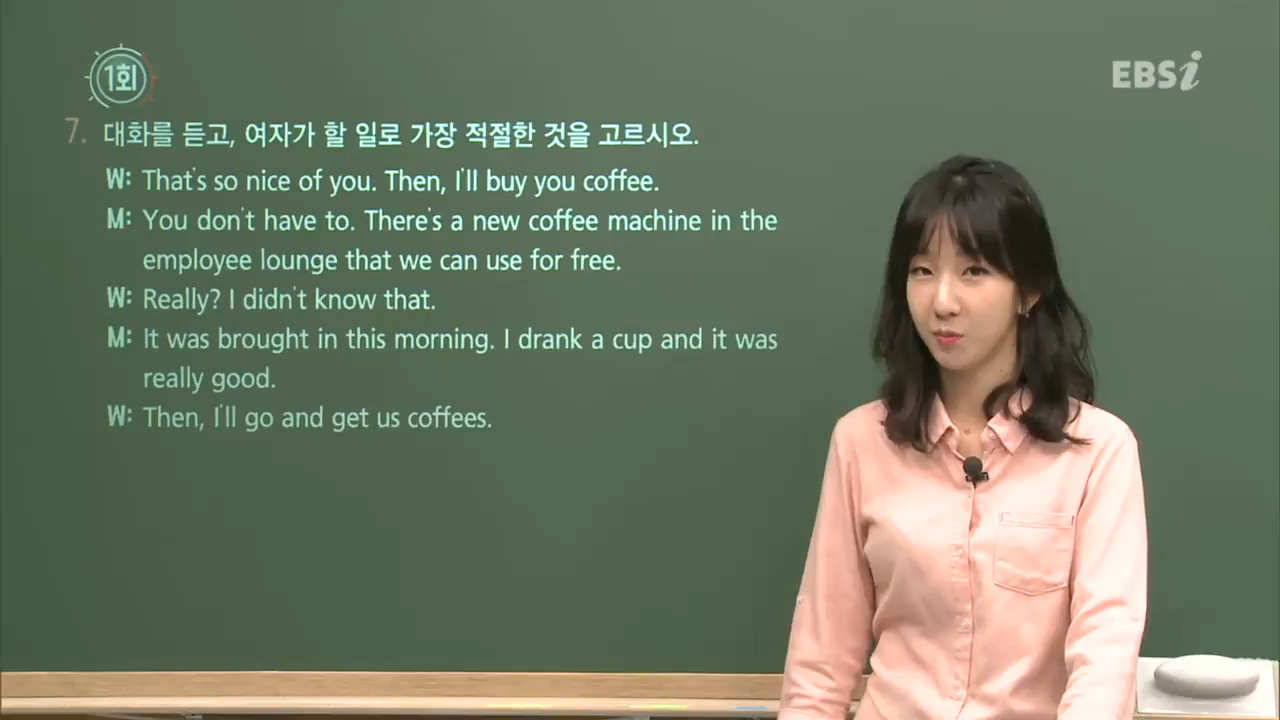 1회
EBSi
7. 대화를 듣고, 여자가 할 일로 가장 적절한 것을 고르시오.
W: That's so nice of you. Then, I'll buy you coffee.
M: You don't have to. There's a new coffee machine in the
employee lounge that we can use for free.
W: Really? I didn't know that.
M: It was brought in this morning. I drank a cup and it was
really good.
W: Then, I'll go and get us coffees.